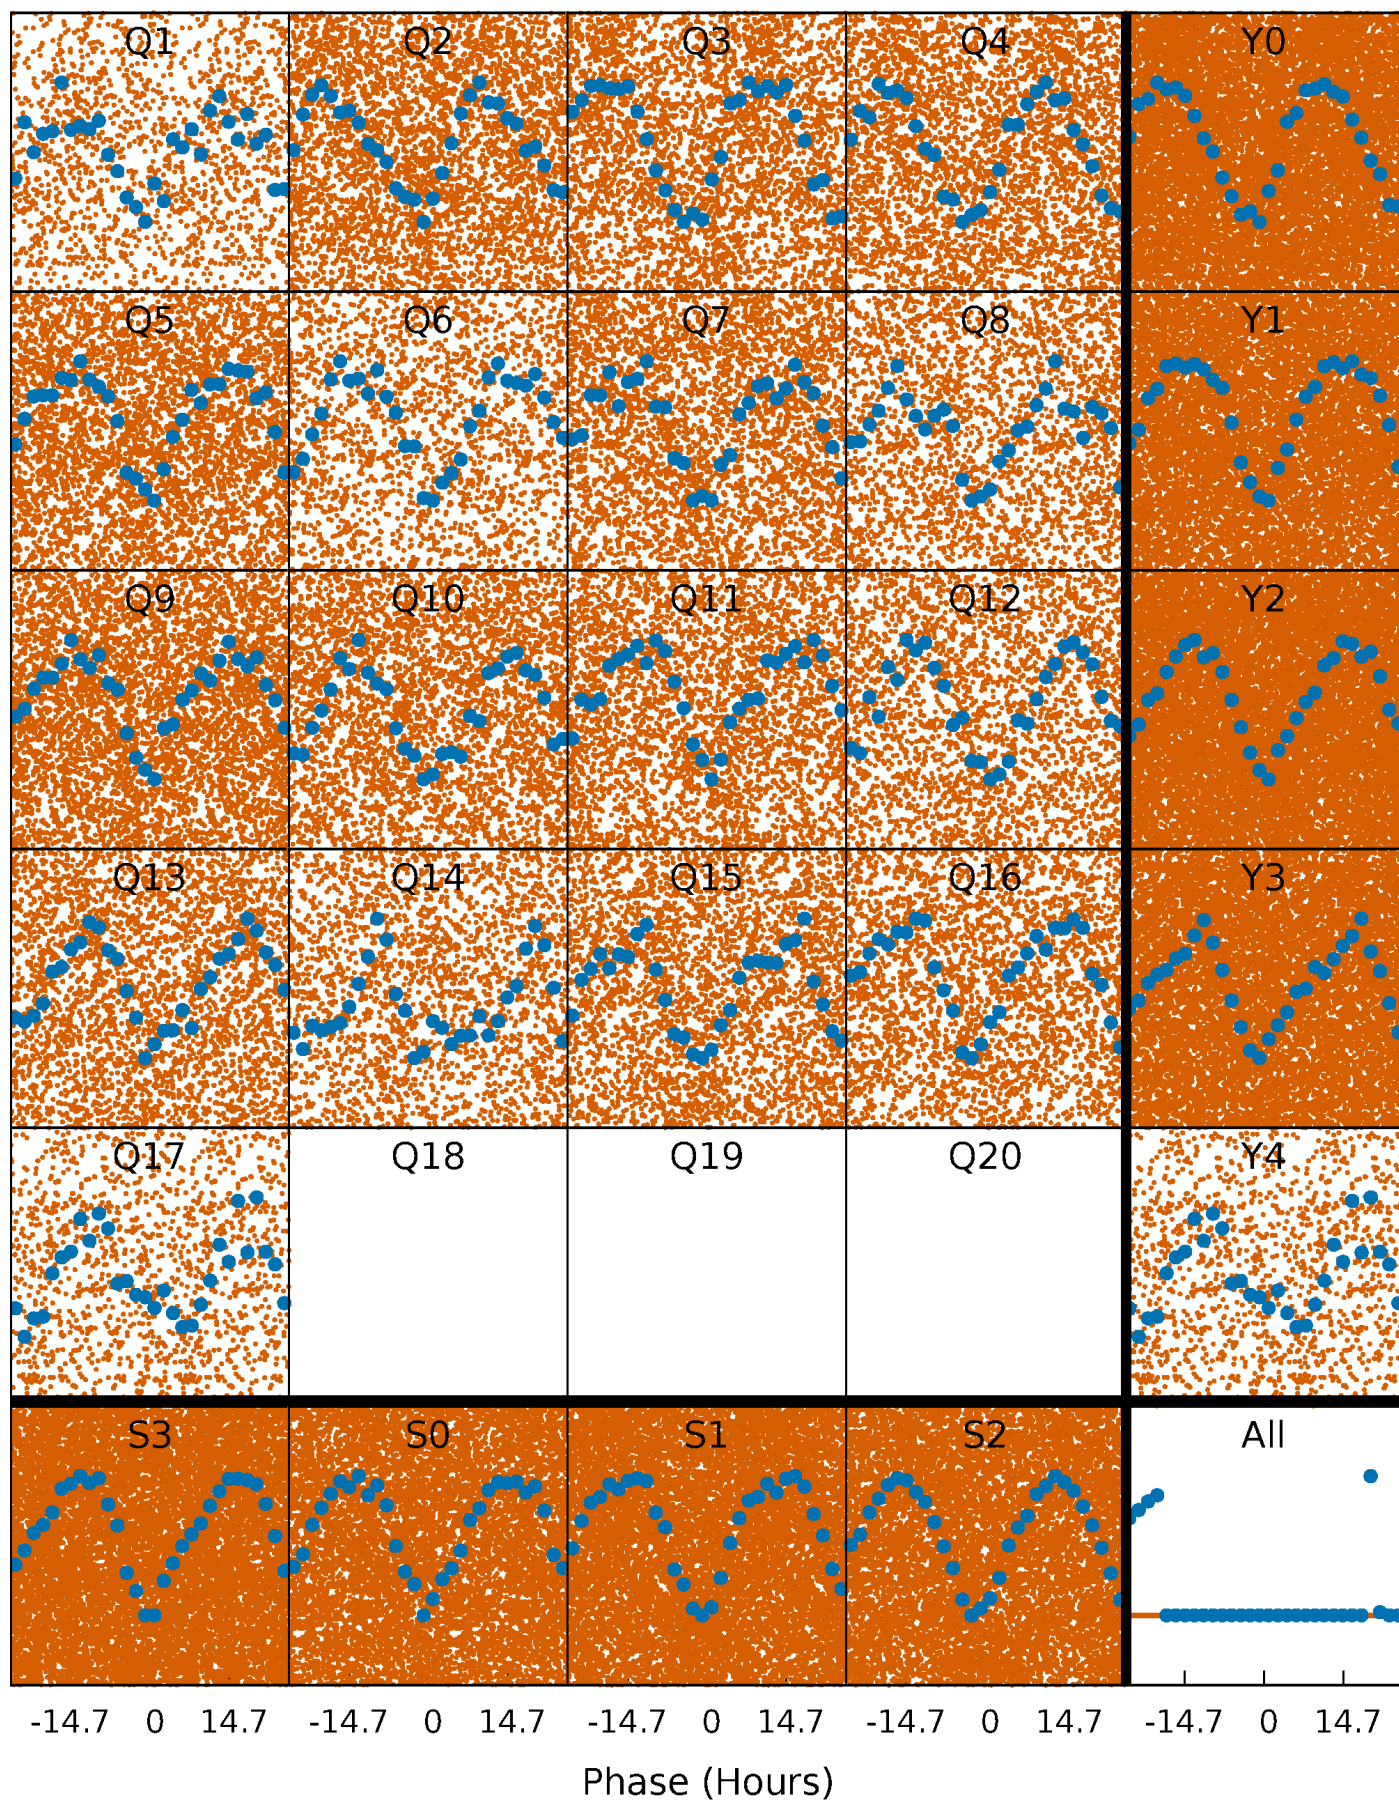 Q1 Q2 Q3 Q4 Y0
Q5 Q6 Q7 Q8 Y1
Q9 Q10 Q11 Q12 Y2
Q13 Q14 Q15 Q16 Y3
Q17 Q18 Q19 Q20 Y4
S3 S0 S1 S2 All
-14.7 0 14.7 -14.7 0 14.7 -14.7 0 14.7 -14.7 0 14.7 -14.7 0 14.7
Phase (Hours)